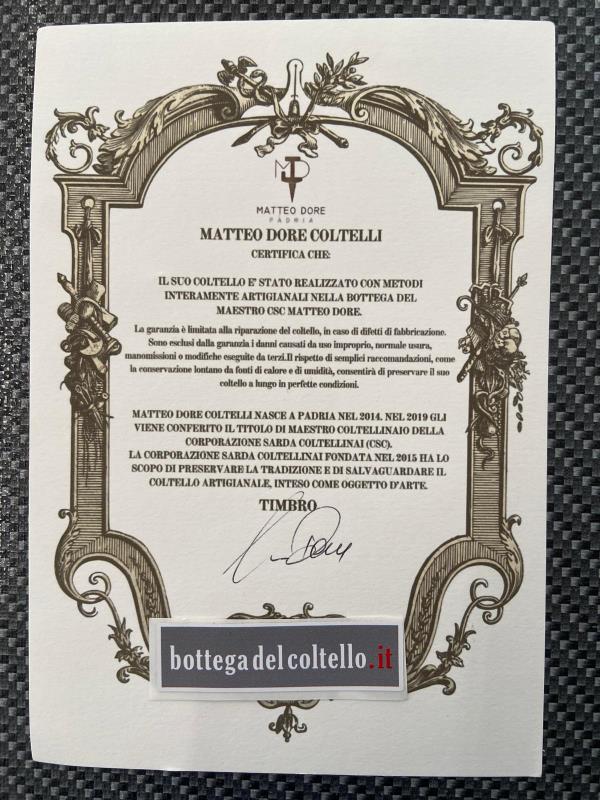 MD
MATTEO DORE
PADRIA
MATTEO DORE COLTELLI
CERTIFICA CHE:
IL SUO COLTELLO E' STATO REALIZZATO CON METODI
INTERAMENTE ARTIGIANALI NELLA BOTTEGA DEL
MAESTRO CSC MATTEO DORE.
La garanzia è limitata alla riparazione del coltello, in caso di difetti di fabbricazione.
Sono esclusi dalla garanzia i danni causati da uso improprio, normale usura,
manomissioni o modifiche eseguite da terzi.Il rispetto di semplici raccomandazioni, come
la conservazione lontano da fonti di calore e di umidità, consentirà di preservare il suo
coltello a lungo in perfette condizioni.
MATTEO DORE COLTELLI NASCE A PADRIA NEL 2014. NEL 2019 GLI
VIENE CONFERITO IL TITOLO DI MAESTRO COLTELLINAIO DELLA
CORPORAZIONE SARDA COLTELLINAI (CSC).
LA CORPORAZIONE SARDA COLTELLINAI FONDATA NEL 2015 HA LO
SCOPO DI PRESERVARE LA TRADIZIONE E DI SALVAGUARDARE IL
COLTELLO ARTIGIANALE, INTESO COME OGGETTO D'ARTE.
TIMBRO
bottegadelcoltello.it